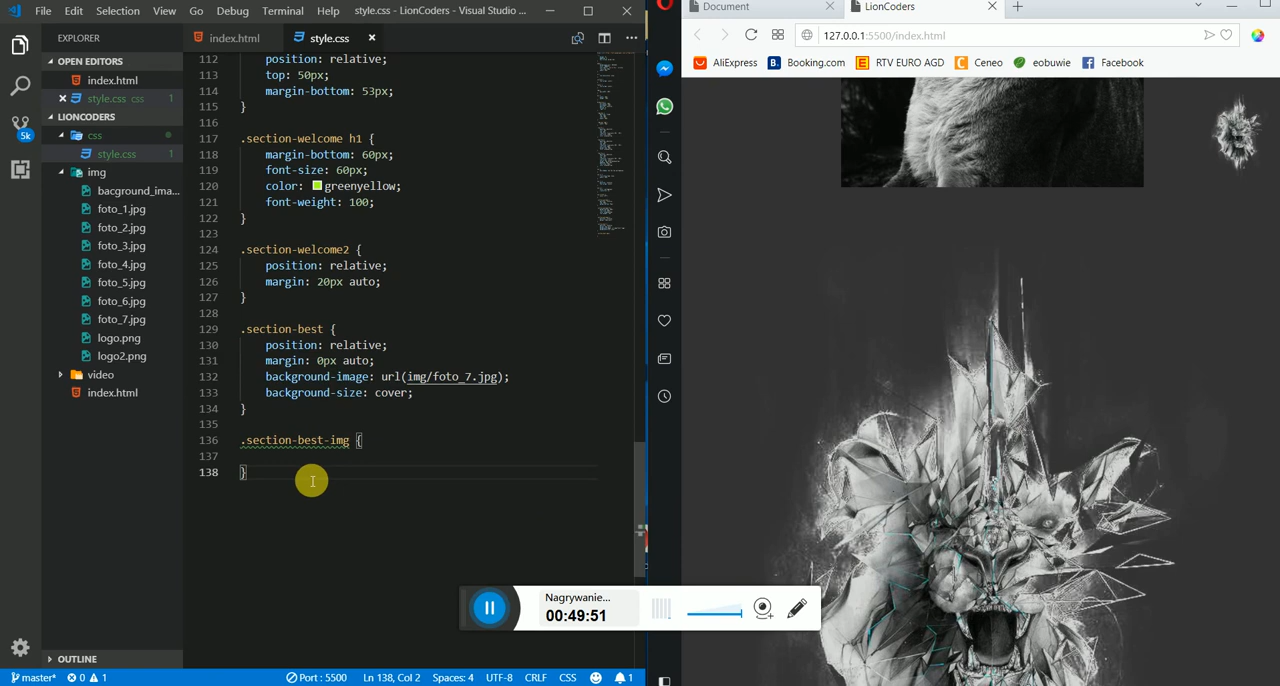 File Edit Selection View Go Debug Terminal Help style.css - LionCoders - Visual Studio ...
EXPLORER
OPEN EDITORS
index.html
style.css css 1
LIONCODERS
css
style.css 1
img
bacground_ima...
foto_1.jpg
foto_2.jpg
foto_3.jpg
foto_4.jpg
foto_5.jpg
foto_6.jpg
foto_7.jpg
logo.png
logo2.png
video
index.html
OUTLINE
5k
index.html style.css
112 position: relative;
113 top: 50px;
114 margin-bottom: 53px;
115 }
116
117 .section-welcome h1 {
118 margin-bottom: 60px;
119 font-size: 60px;
120 color: greenyellow;
121 font-weight: 100;
122 }
123
124 .section-welcome2 {
125 position: relative;
126 margin: 20px auto;
127 }
128
129 .section-best {
130 position: relative;
131 margin: 0px auto;
132 background-image: url(img/foto_7.jpg);
133 background-size: cover;
134 }
135
136 .section-best-img {
137
138 }
master* 0 1 Port : 5500 Ln 138, Col 2 Spaces: 4 UTF-8 CRLF CSS 1
Document LionCoders
127.0.0.1:5500/index.html
AliExpress B. Booking.com E RTV EURO AGD C Ceneo eobuwie Facebook
Nagrywanie...
00:49:51